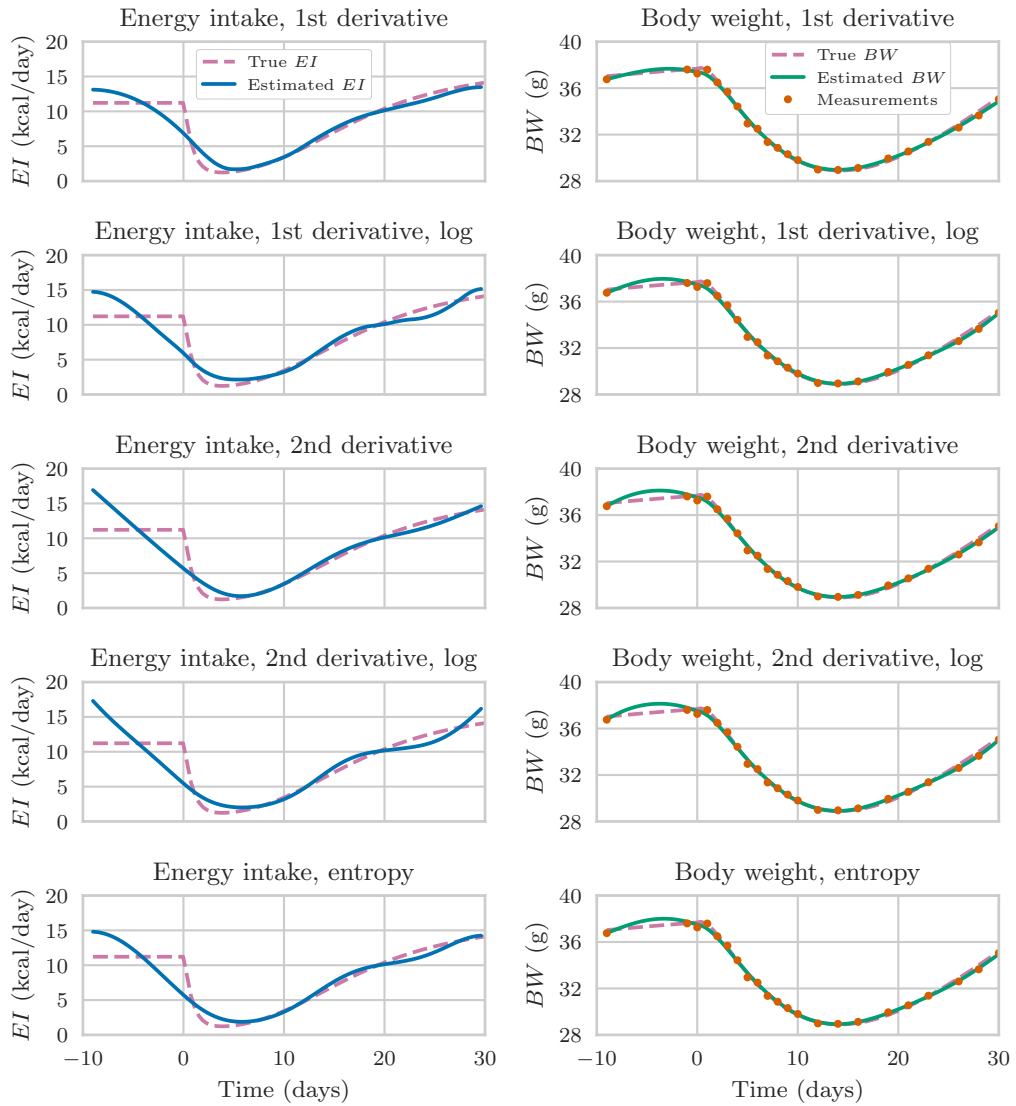 Energy intake, 1st derivative
EI (kcal/day)
20
15
10
5
0
True EI
Estimated EI
Body weight, 1st derivative
BW (g)
40
36
32
28
True BW
Estimated BW
Measurements
Energy intake, 1st derivative, log
EI (kcal/day)
20
15
10
5
0
Body weight, 1st derivative, log
BW (g)
40
36
32
28
Energy intake, 2nd derivative
EI (kcal/day)
20
15
10
5
0
Body weight, 2nd derivative
BW (g)
40
36
32
28
Energy intake, 2nd derivative, log
EI (kcal/day)
20
15
10
5
0
Body weight, 2nd derivative, log
BW (g)
40
36
32
28
Energy intake, entropy
EI (kcal/day)
20
15
10
5
0
−10 0 10 20 30
Time (days)
Body weight, entropy
BW (g)
40
36
32
28
−10 0 10 20 30
Time (days)